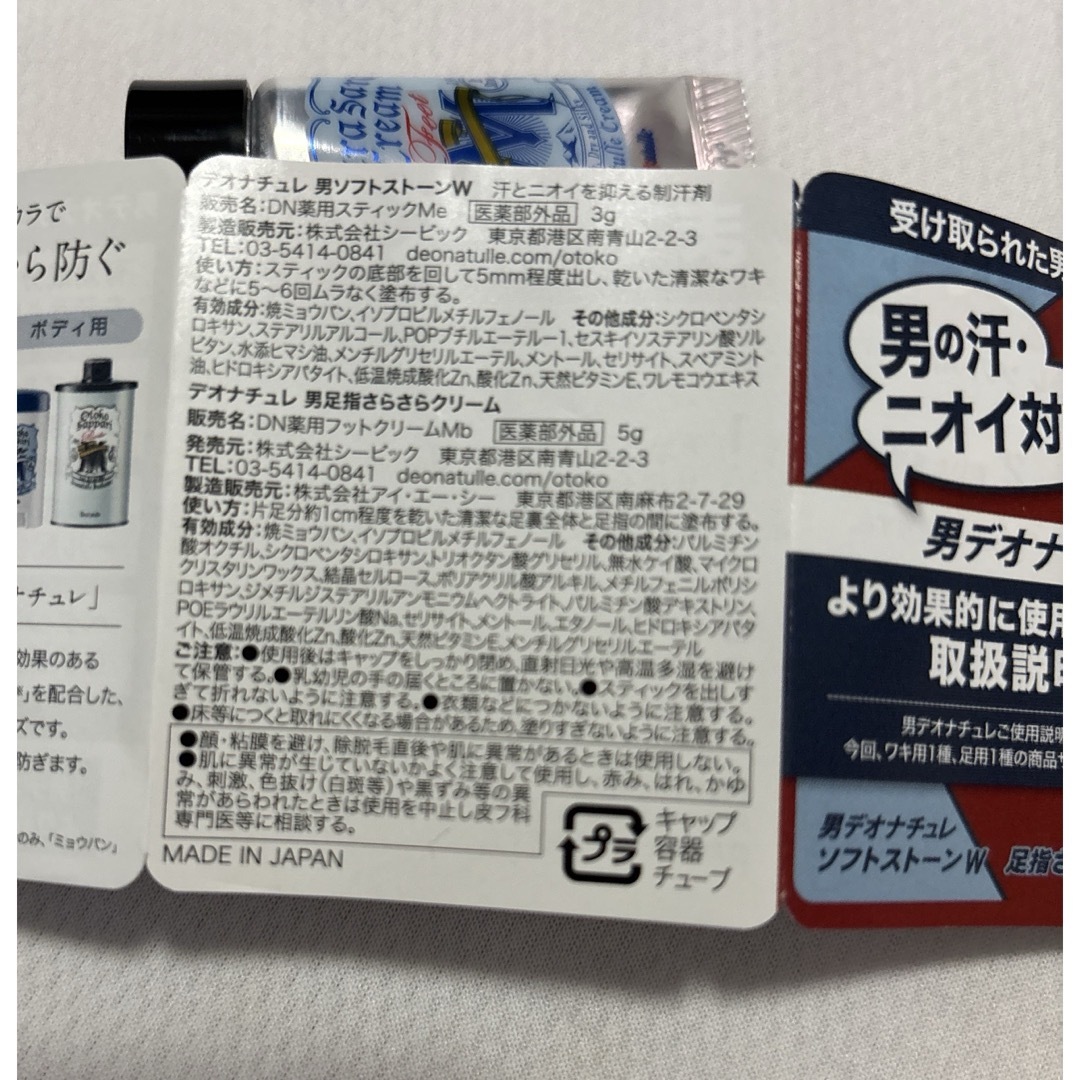 raSara
Cream
Foot
M
Dry and Silky
tulle Cream
ウラで
ら防ぐ
ボディ用
Otoko
Sappari
ナチュレ」
効果のある
*」を配合した、
ズです。
防ぎます。
のみ、「ミョウバン」
デオナチュレ 男ソフトストーンW 汗とニオイを抑える制汗剤
販売名:DN薬用スティックMe 医薬部外品 3g
製造販売元:株式会社シービック 東京都港区南青山2-2-3
TEL:03-5414-0841 deonatulle.com/otoko
使い方:スティックの底部を回して5mm程度出し、乾いた清潔なワキ
などに5〜6回ムラなく塗布する。
有効成分:焼ミョウバン,イソプロピルメチルフェノール その他成分:シクロペンタシ
ロキサン,ステアリルアルコール,POPブチルエーテルー1,セスキイソステアリン酸ソル
ビタン,水添ヒマシ油,メンチルグリセリルエーテル,メントール,セリサイト,スペアミント
油,ヒドロキシアパタイト,低温焼成酸化Zn,酸化Zn,天然ビタミンE,ワレモコウエキス
デオナチュレ 男足指さらさらクリーム
販売名:DN薬用フットクリームMb 医薬部外品 5g
発売元:株式会社シービック 東京都港区南青山2-2-3
TEL:03-5414-0841 deonatulle.com/otoko
製造販売元:株式会社アイ・エー・シー 東京都港区南麻布2-7-29
使い方:片足分約1cm程度を乾いた清潔な足裏全体と足指の間に塗布する。
有効成分:焼ミョウバン,イソプロピルメチルフェノール その他成分:パルミチン
酸オクチル,シクロペンタシロキサン,トリオクタン酸グリセリル,無水ケイ酸,マイクロ
クリスタリンワックス,結晶セルロース,ポリアクリル酸アルキル,メチルフェニルポリシ
ロキサン,ジメチルジステアリルアンモニウムヘクトライト,パルミチン酸デキストリン,
POEラウリルエーテルリン酸Na,セリサイト,メントール,エタノール,ヒドロキシアパタ
イト,低温焼成酸化Zn,酸化Zn,天然ビタミンE,メンチルグリセリルエーテル
ご注意:●使用後はキャップをしっかり閉め、直射日光や高温多湿を避け
て保管する。●乳幼児の手の届くところに置かない。●スティックを出しす
ぎて折れないように注意する。●衣類などにつかないように注意する。
●床等につくと取れにくくなる場合があるため、塗りすぎないように注意する。
●顔・粘膜を避け、除脱毛直後や肌に異常があるときは使用しない。
●肌に異常が生じていないかよく注意して使用し、赤み、はれ、かゆ
み、刺激、色抜け(白斑等)や黒ずみ等の異
常があらわれたときは使用を中止し皮フ科
専門医等に相談する。
MADE IN JAPAN
プラ
キャップ
容器
チューブ
受け取られた男
男の汗・
ニオイ対
男デオナ
より効果的に使用
取扱説明
男デオナチュレご使用説明
今回、ワキ用1種、足用1種の商品サ
男デオナチュレ
ソフトストーンW 足指さ